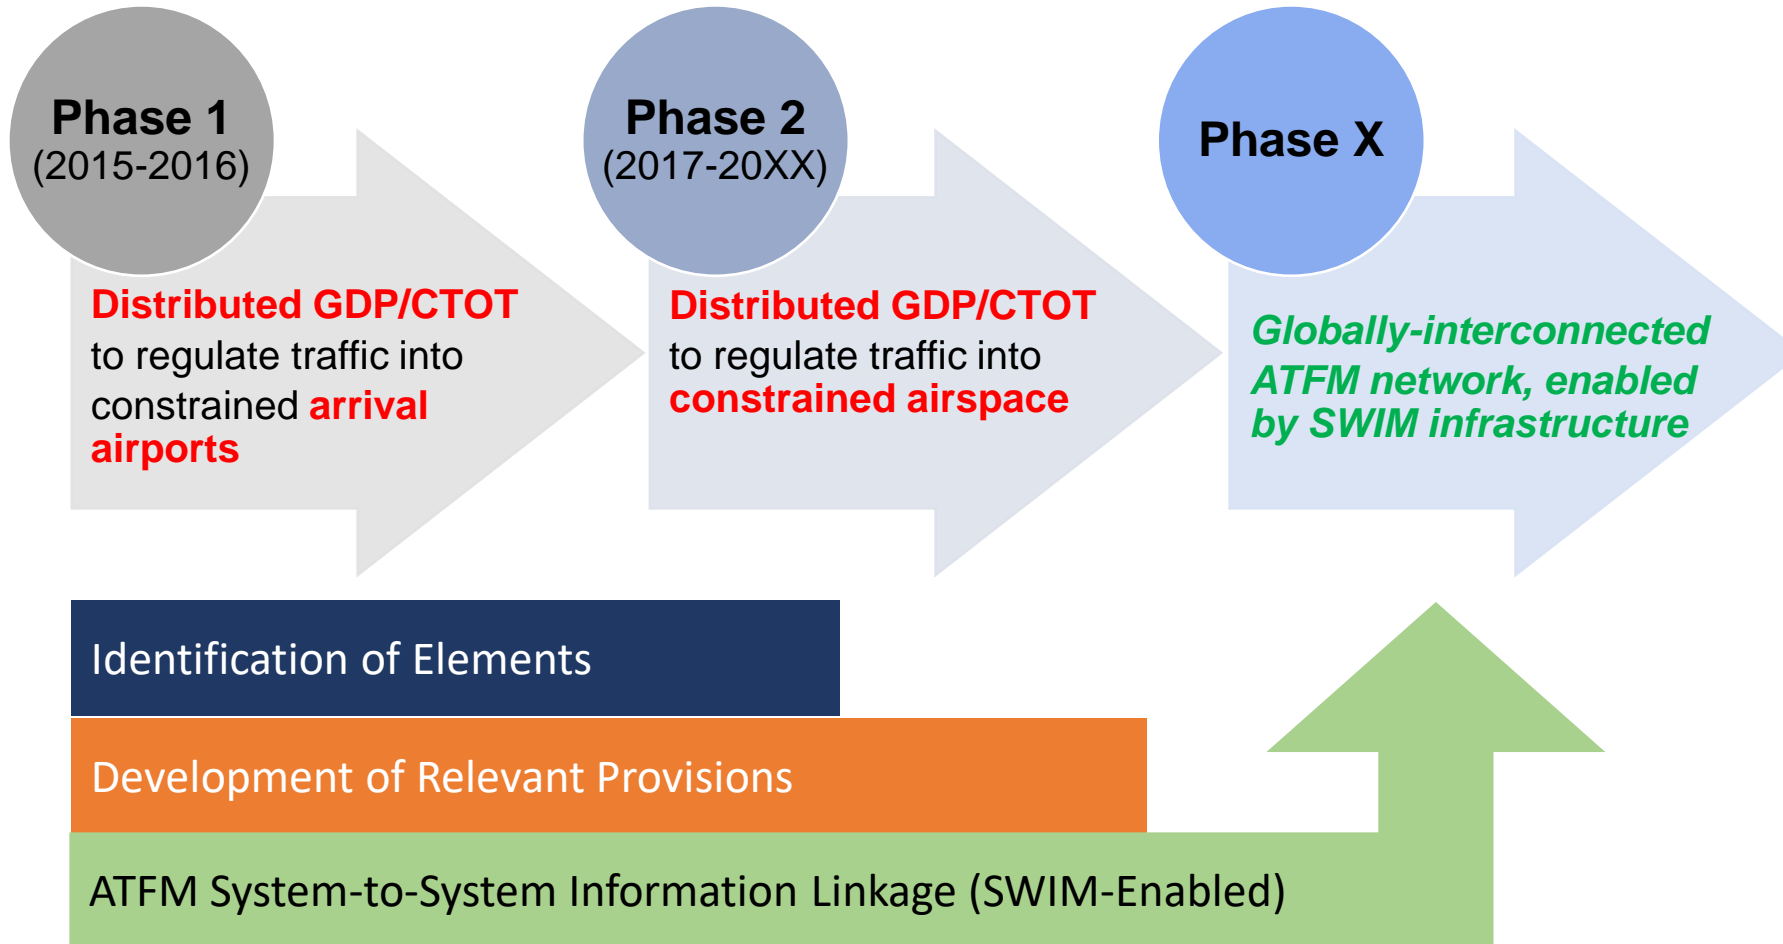 Phase 1
(2015-2016)
Distributed GDP/CTOT
to regulate traffic into
constrained arrival
airports
Phase 2
(2017-20XX)
Distributed GDP/CTOT
to regulate traffic into
constrained airspace
Phase X
Globally-interconnected
ATFM network, enabled
by SWIM infrastructure
Identification of Elements
Development of Relevant Provisions
ATFM System-to-System Information Linkage (SWIM-Enabled)